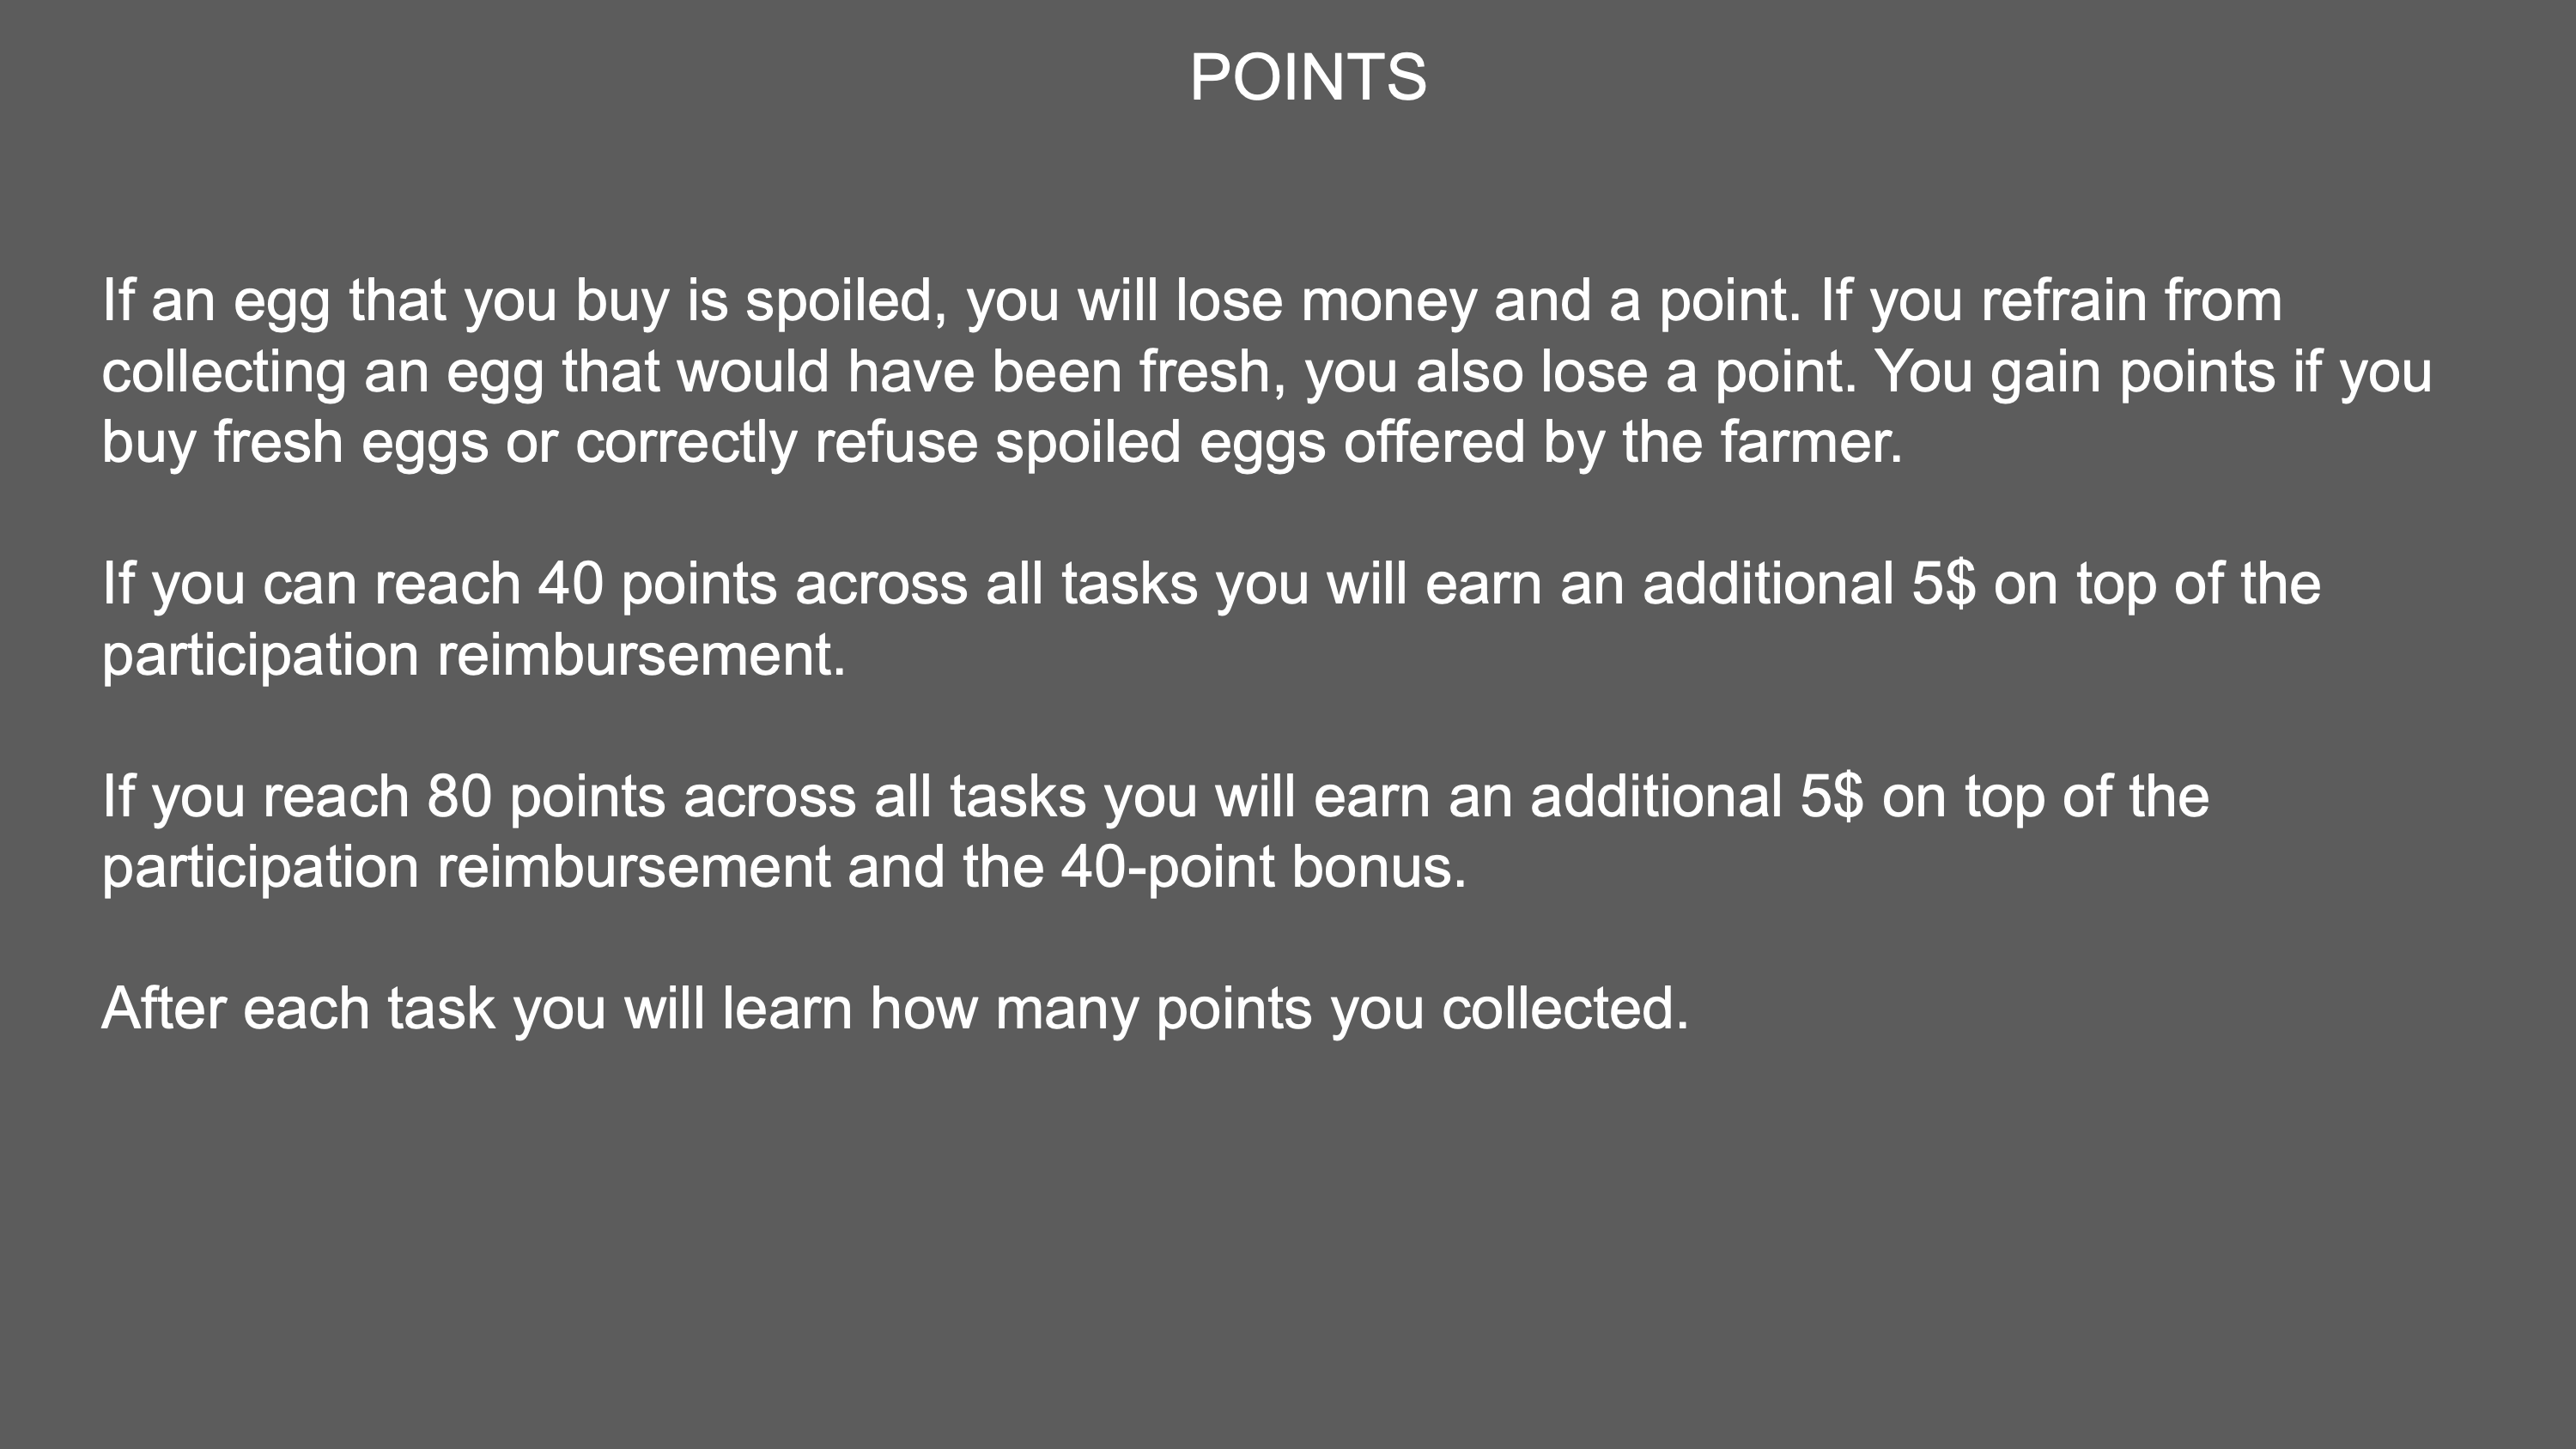 POINTS
If an egg that you buy is spoiled, you will lose money and a point. If you refrain from
collecting an egg that would have been fresh, you also lose a point. You gain points if you
buy fresh eggs or correctly refuse spoiled eggs offered by the farmer.
If you can reach 40 points across all tasks you will earn an additional 5$ on top of the
participation reimbursement.
If you reach 80 points across all tasks you will earn an additional 5$ on top of the
participation reimbursement and the 40-point bonus.
After each task you will learn how many points you collected.